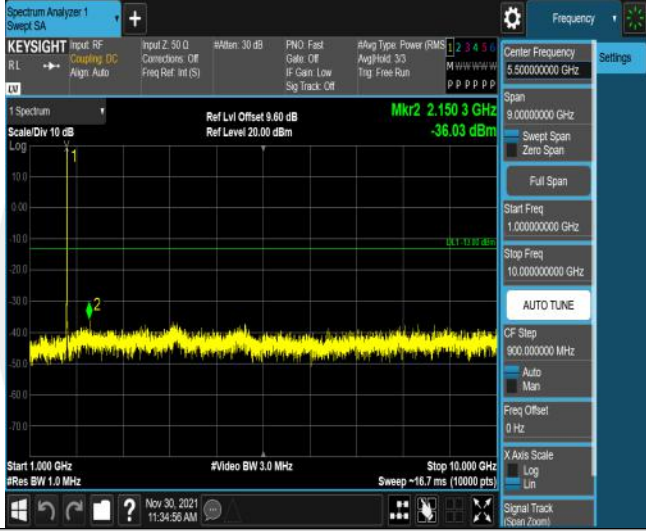 Spectrum Analyzer 1
Swept SA
+
Frequency
KEYSIGHT Input: RF
RL
Coupling: DC
Align: Auto
LV
Input Z: 50 Ω
Corrections: Off
Freq Ref: Int (S)
#Atten: 30 dB
PNO: Fast
Gate: Off
IF Gain: Low
Sig Track: Off
#Avg Type: Power (RMS
Avg|Hold: 3/3
Trig: Free Run
1 2 3 4 5 6
M W W W W W
P P P P P P
Center Frequency
5.500000000 GHz
Settings
1 Spectrum
Scale/Div 10 dB
Log
Ref Lvl Offset 9.60 dB
Ref Level 20.00 dBm
Mkr2 2.150 3 GHz
-36.03 dBm
Span
9.00000000 GHz
Swept Span
Zero Span
Full Span
Start Freq
1.000000000 GHz
Stop Freq
10.000000000 GHz
AUTO TUNE
CF Step
900.000000 MHz
Auto
Man
Freq Offset
0 Hz
X Axis Scale
Log
Lin
Signal Track
(Span Zoom)
1
10.0
0.00
-10.0
DL1 -13.00 dBm
-20.0
-30.0
2
-40.0
-50.0
-60.0
-70.0
Start 1.000 GHz
#Res BW 1.0 MHz
#Video BW 3.0 MHz
Stop 10.000 GHz
Sweep ~16.7 ms (10000 pts)
?
Nov 30, 2021
11:34:56 AM